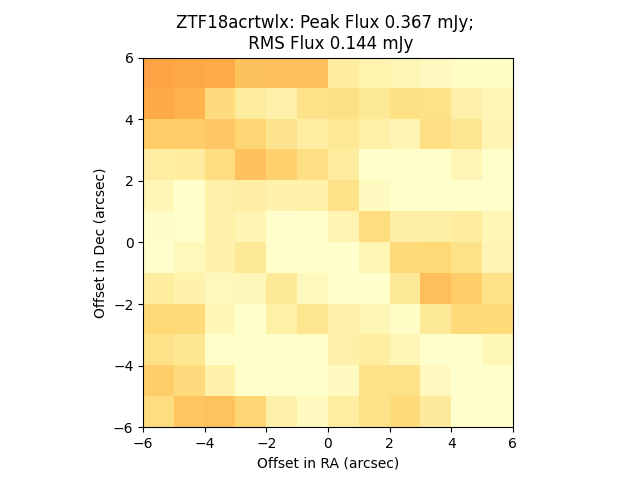 ZTF18acrtwlx: Peak Flux 0.367 mJy;
RMS Flux 0.144 mJy
6
4
2
0
−2
−4
−6
Offset in Dec (arcsec)
−6 −4 −2 0 2 4 6
Offset in RA (arcsec)